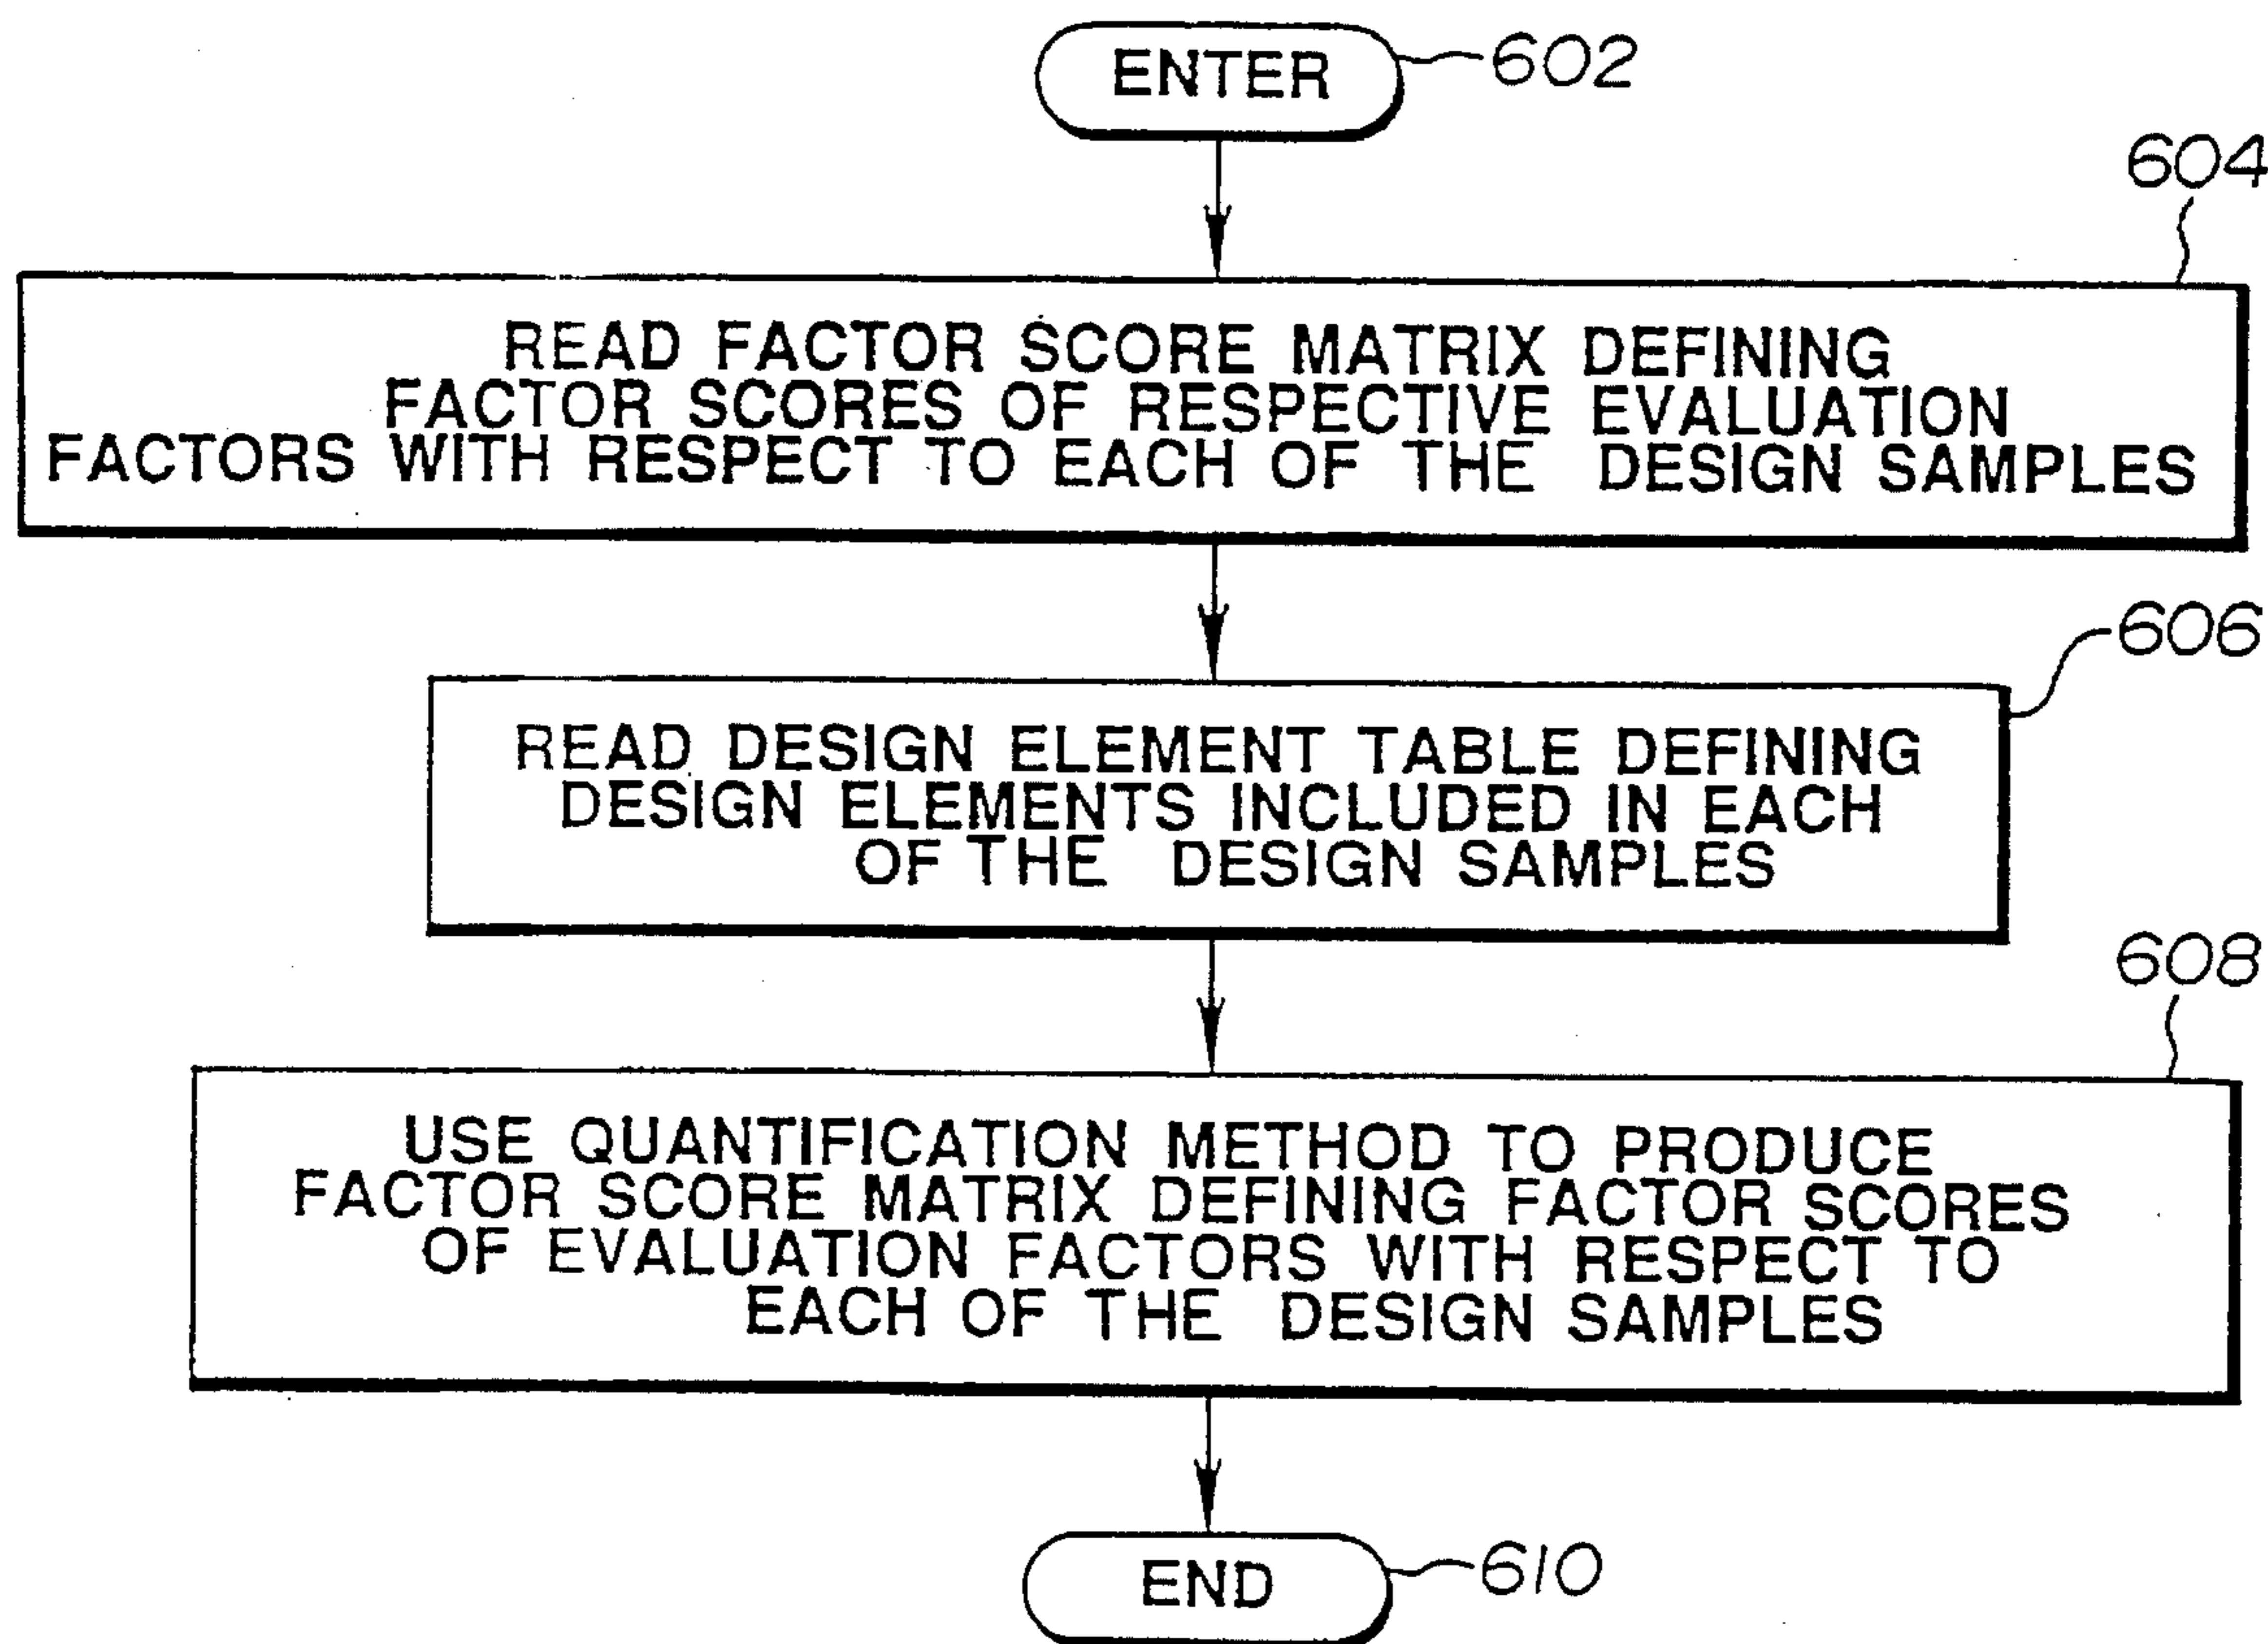 ENTER
602
604
READ FACTOR SCORE MATRIX DEFINING
FACTOR SCORES OF RESPECTIVE EVALUATION
FACTORS WITH RESPECT TO EACH OF THE DESIGN SAMPLES
606
READ DESIGN ELEMENT TABLE DEFINING
DESIGN ELEMENTS INCLUDED IN EACH
OF THE DESIGN SAMPLES
608
USE QUANTIFICATION METHOD TO PRODUCE
FACTOR SCORE MATRIX DEFINING FACTOR SCORES
OF EVALUATION FACTORS WITH RESPECT TO
EACH OF THE DESIGN SAMPLES
END
610